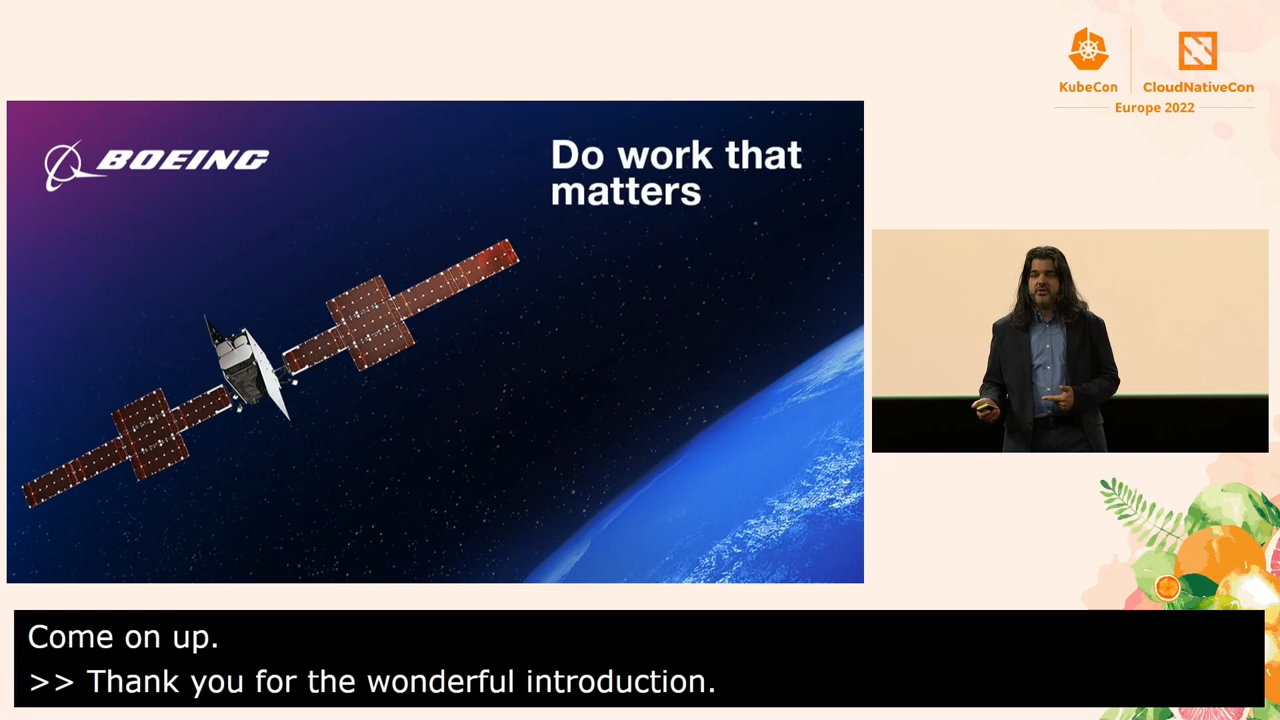 KubeCon
CloudNativeCon
Europe 2022
BOEING
Do work that
matters
Come on up.
>> Thank you for the wonderful introduction.